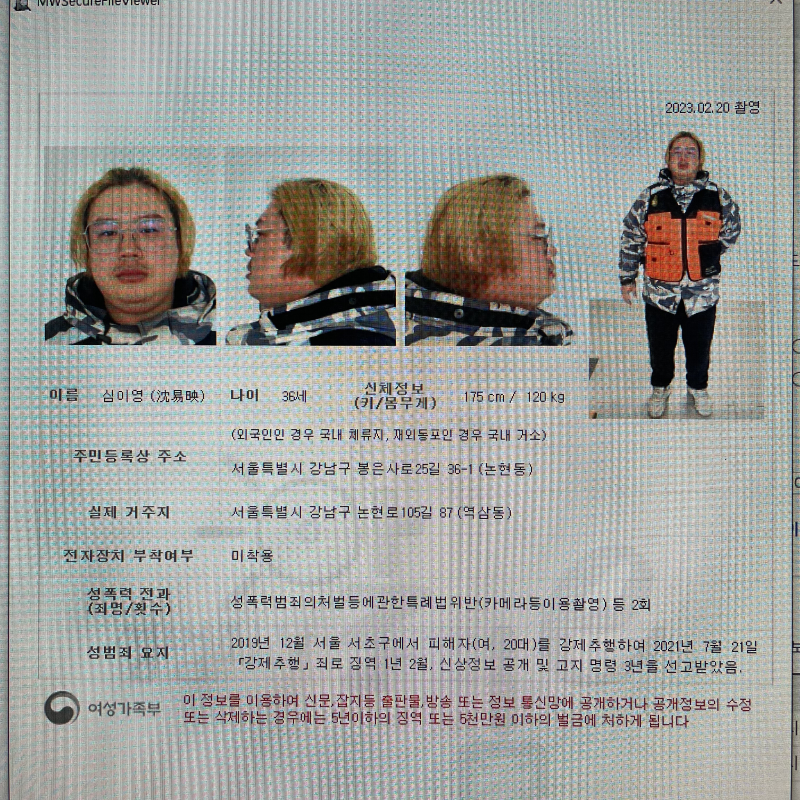 MWSecureFileViewer
2023.02.20 촬영
이름 심이영 (沈易映) 나이 36세 신체정보 (키/몸무게) 175 cm / 120 kg
주민등록상 주소
(외국인인 경우 국내 체류지, 재외동포인 경우 국내 거소)
서울특별시 강남구 봉은사로25길 36-1 (논현동)
실제 거주지 서울특별시 강남구 논현로105길 87 (역삼동)
전자장치 부착여부 미착용
성폭력 전과
(죄명/횟수)
성폭력범죄의처벌등에관한특례법위반(카메라등이용촬영) 등 2회
성범죄 요지
2019년 12월 서울 서초구에서 피해자(여, 20대)를 강제추행하여 2021년 7월 21일
「강제추행」 죄로 징역 1년 2월, 신상정보 공개 및 고지 명령 3년을 선고받았음.
여성가족부
이 정보를 이용하여 신문,잡지등 출판물,방송 또는 정보 통신망에 공개하거나 공개정보의 수정
또는 삭제하는 경우에는 5년이하의 징역 또는 5천만원 이하의 벌금에 처하게 됩니다